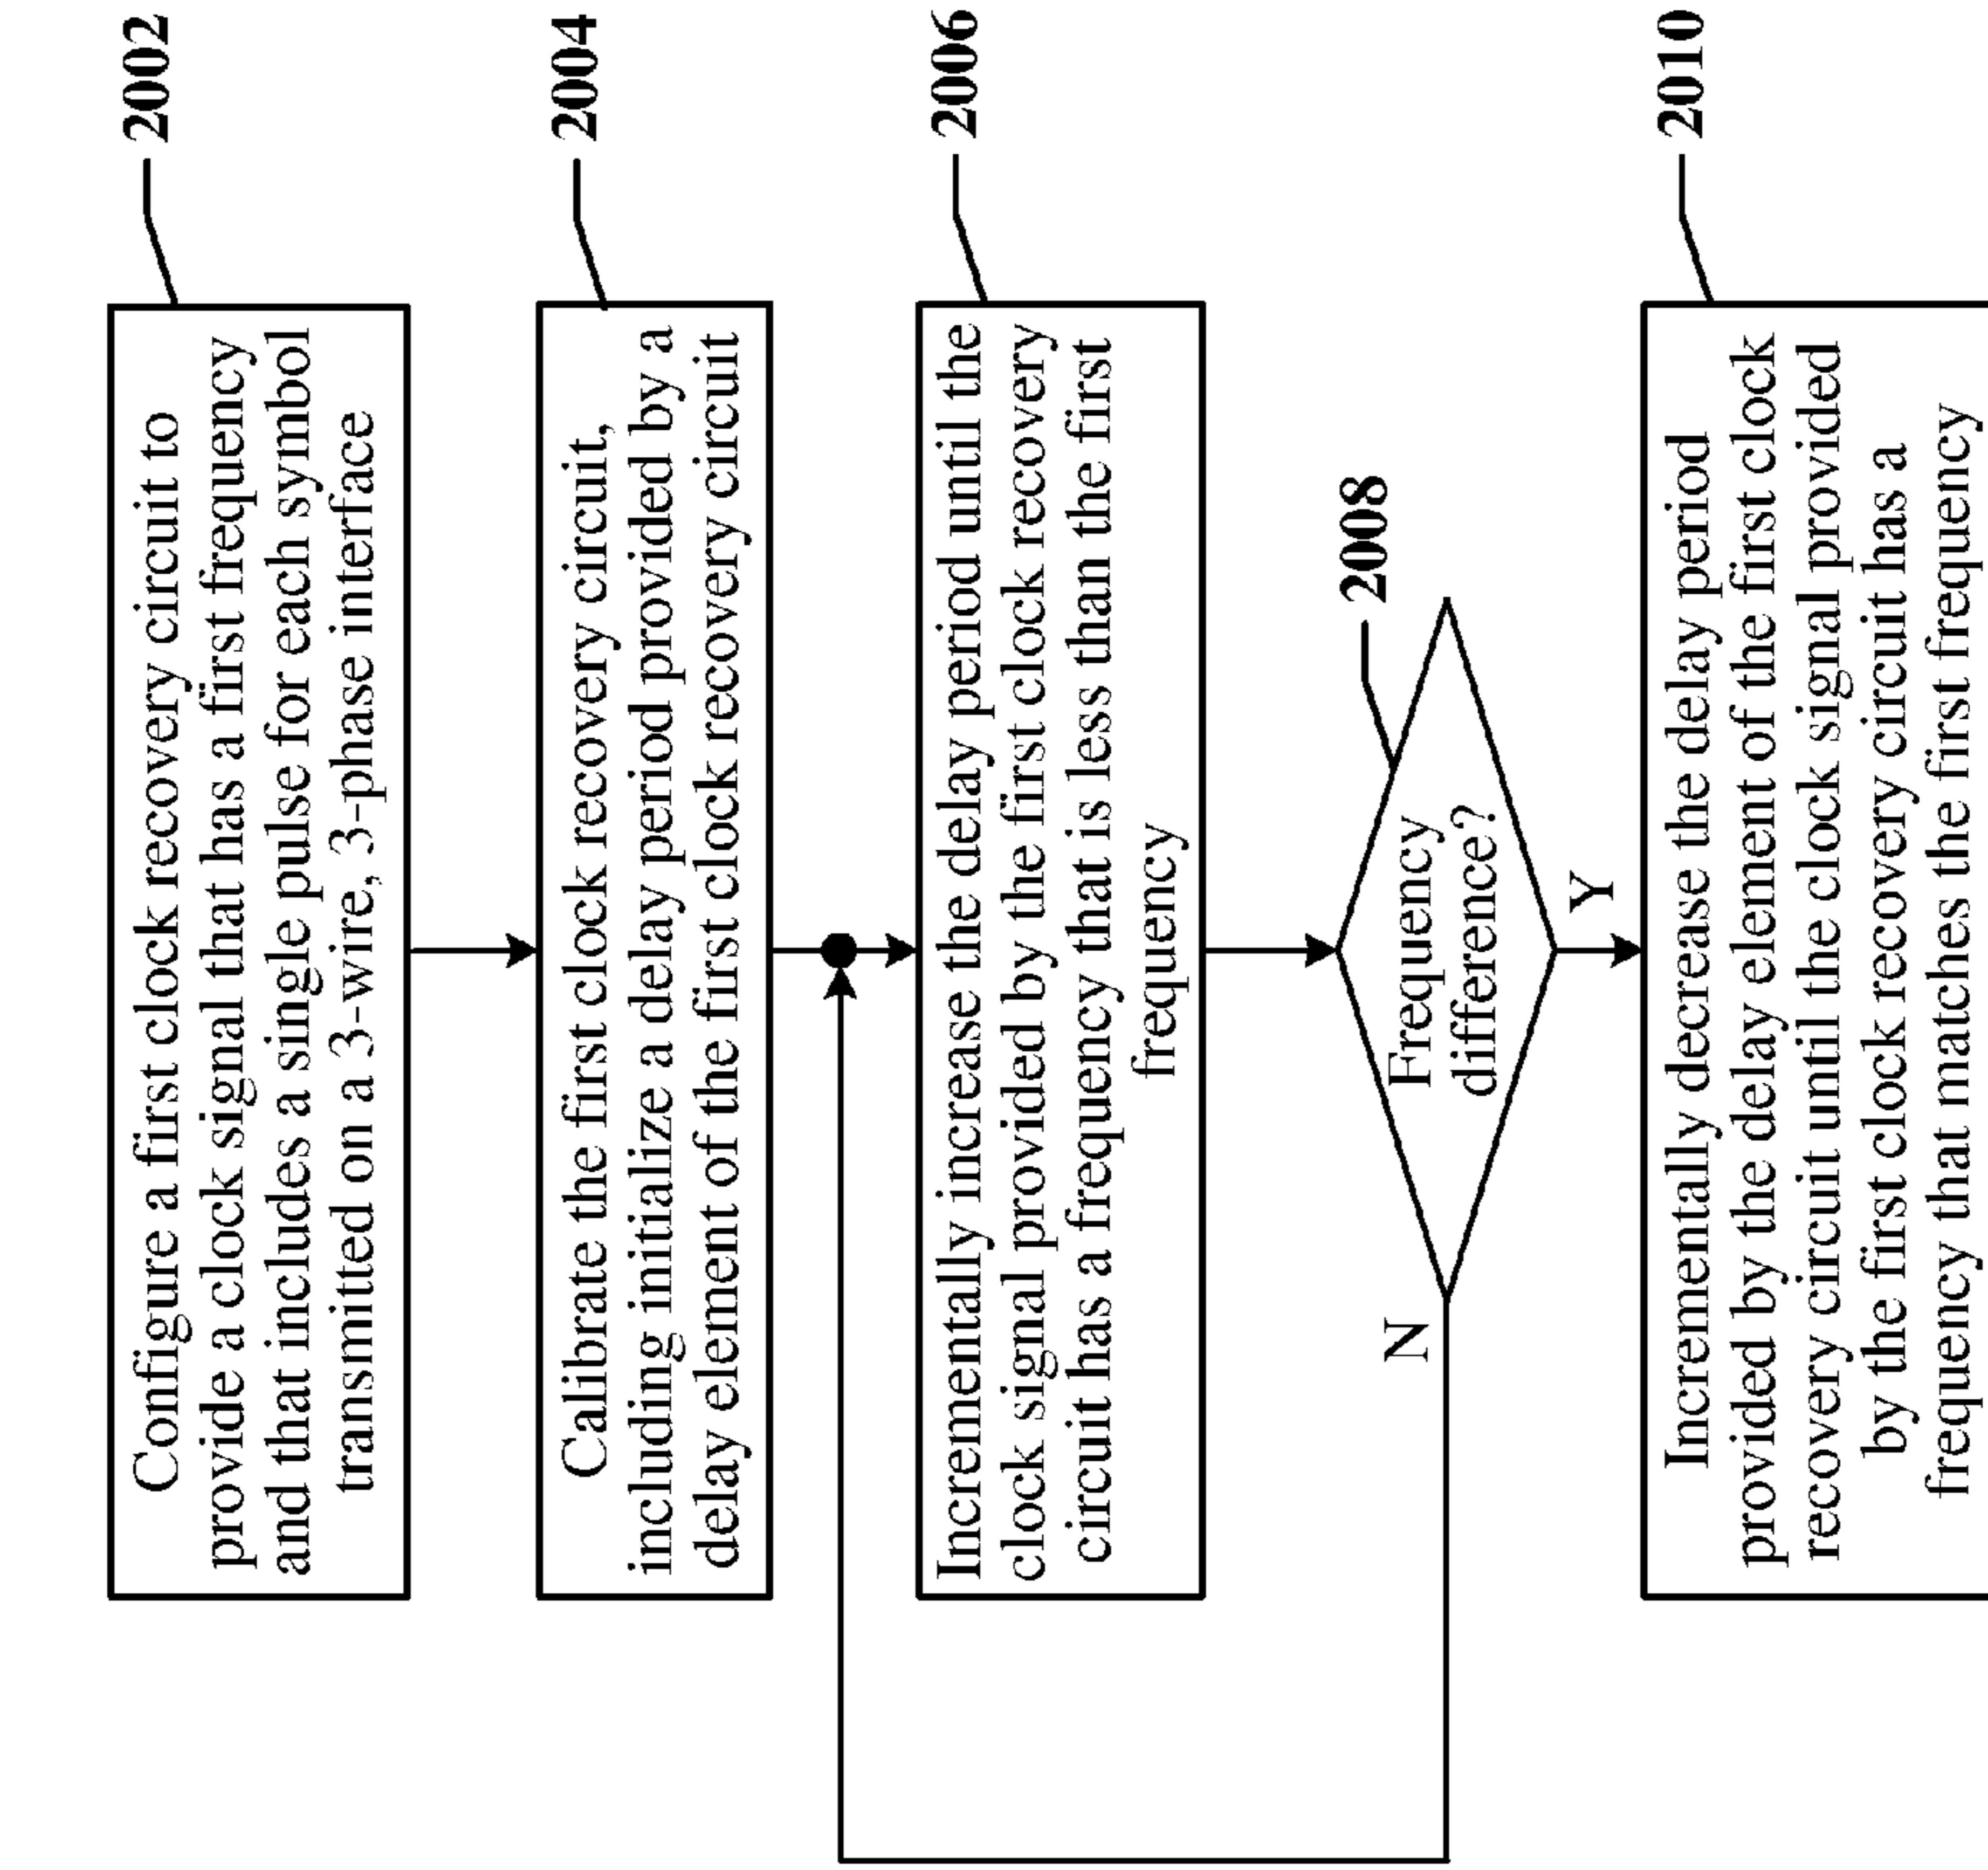 2002
Configure a first clock recovery circuit to
provide a clock signal that has a first frequency
and that includes a single pulse for each symbol
transmitted on a 3-wire, 3-phase interface
2004
Calibrate the first clock recovery circuit,
including initialize a delay period provided by a
delay element of the first clock recovery circuit
2006
Incrementally increase the delay period until the
clock signal provided by the first clock recovery
circuit has a frequency that is less than the first
frequency
2008
Frequency
difference?
N
Y
2010
Incrementally decrease the delay period
provided by the delay element of the first clock
recovery circuit until the clock signal provided
by the first clock recovery circuit has a
frequency that matches the first frequency